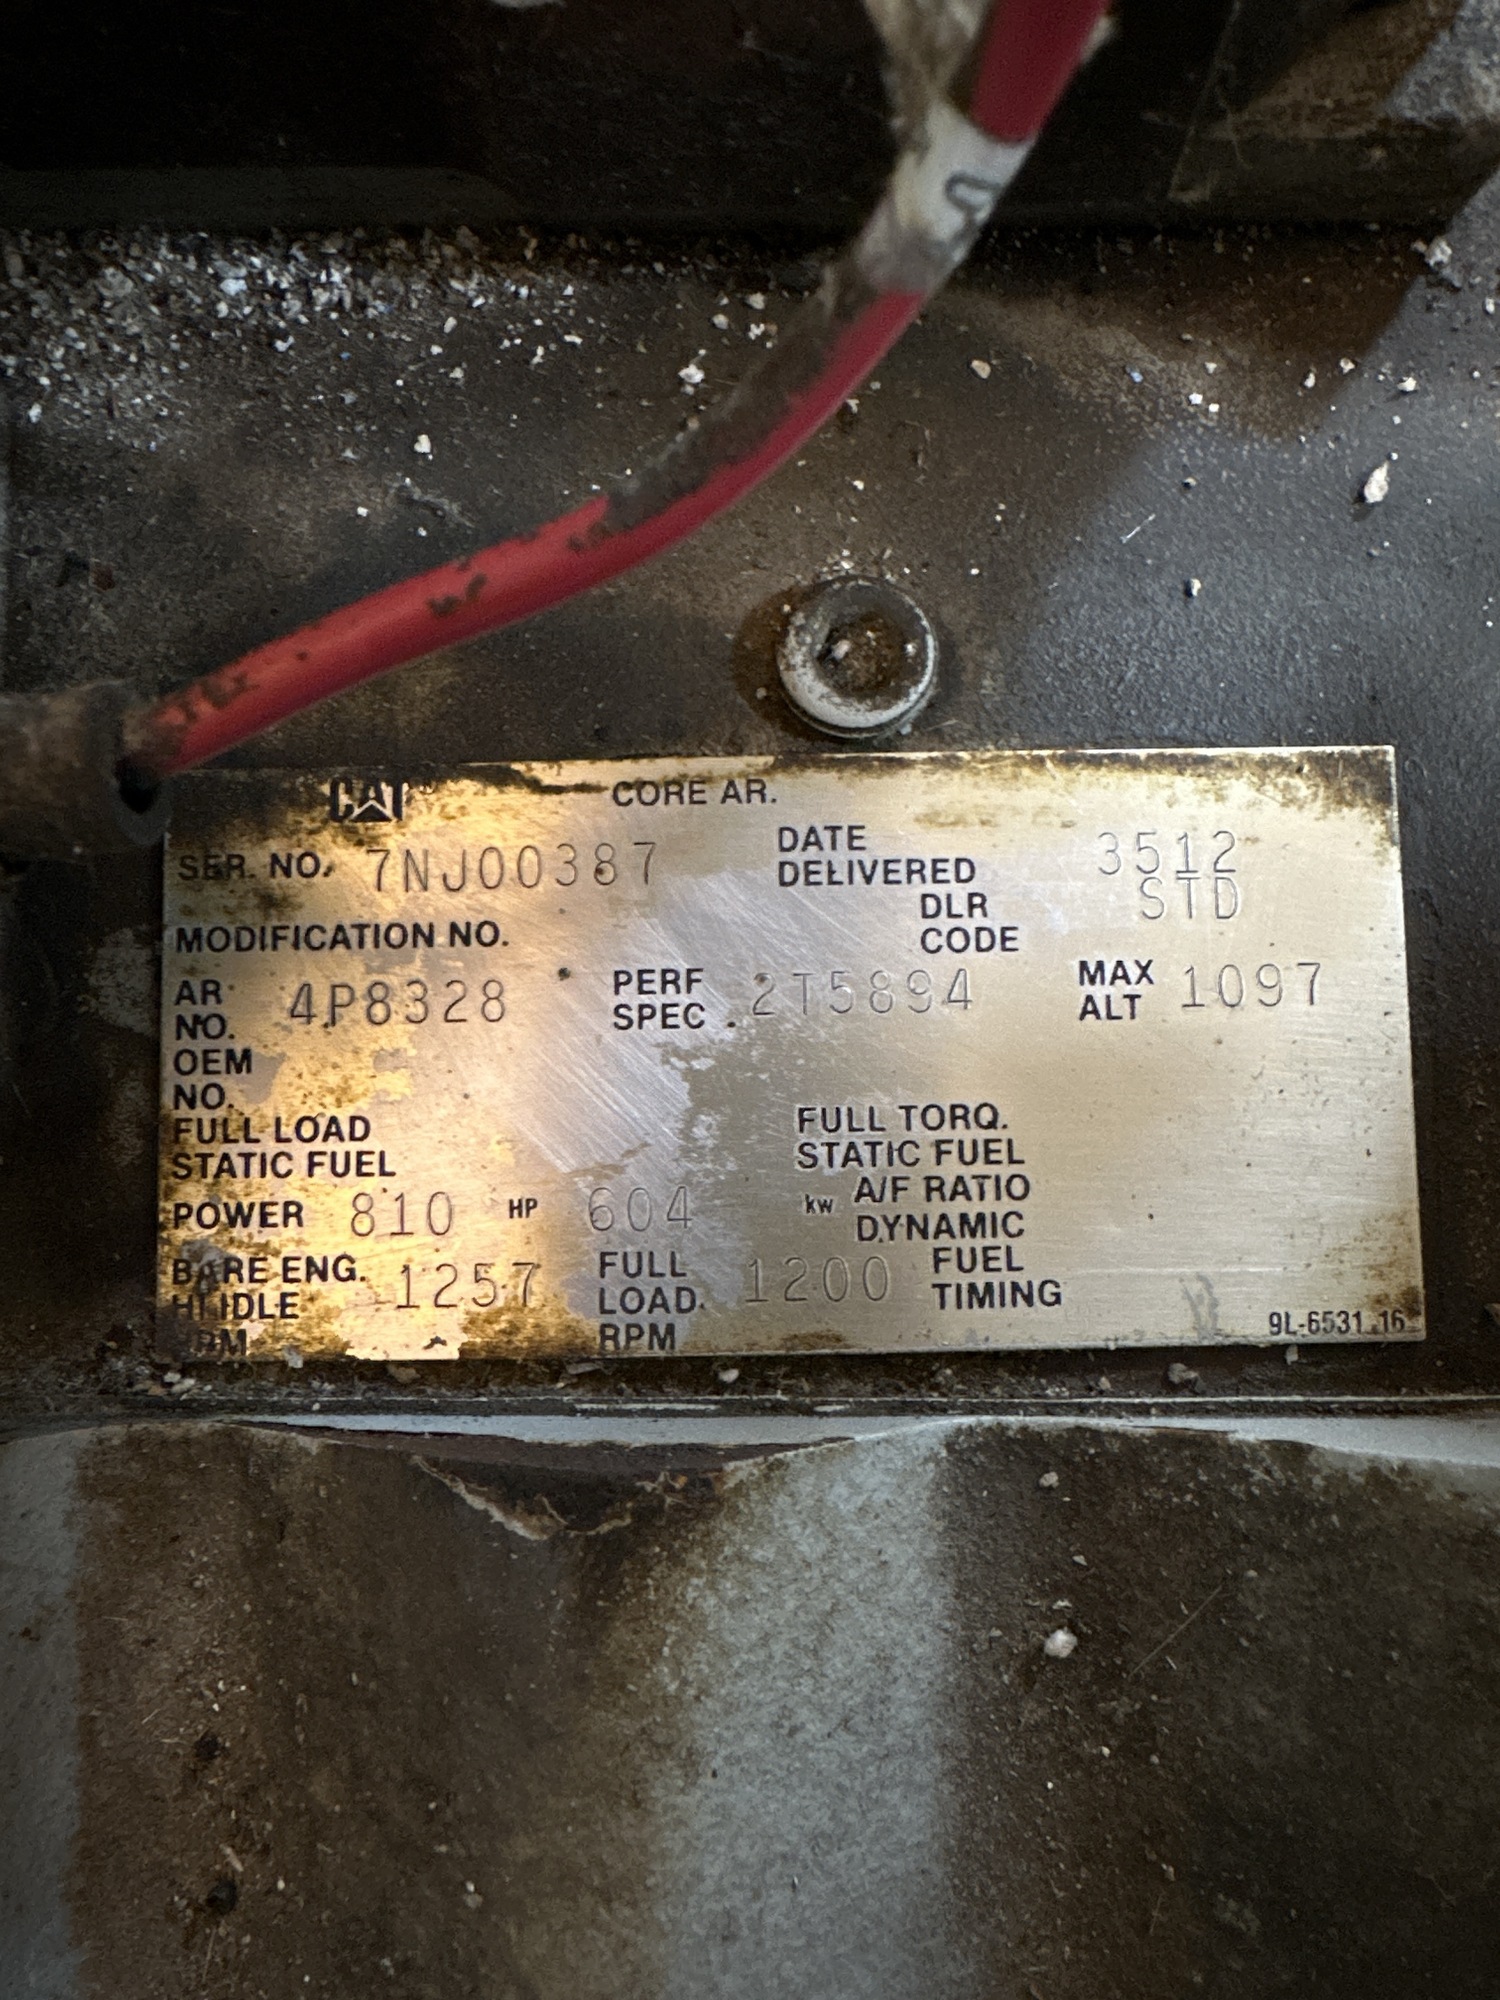 CAT
CORE AR.
SER. NO. 7NJ00387
DATE DELIVERED 3512
MODIFICATION NO.
DLR CODE STD
AR NO. 4P8328
PERF SPEC 2T5894
MAX ALT 1097
OEM NO.
FULL LOAD STATIC FUEL
FULL TORQ. STATIC FUEL
POWER 810 HP 604 kw
A/F RATIO DYNAMIC
BARE ENG. HI IDLE RPM 1257
FULL LOAD RPM 1200
FUEL TIMING
9L-6531 16